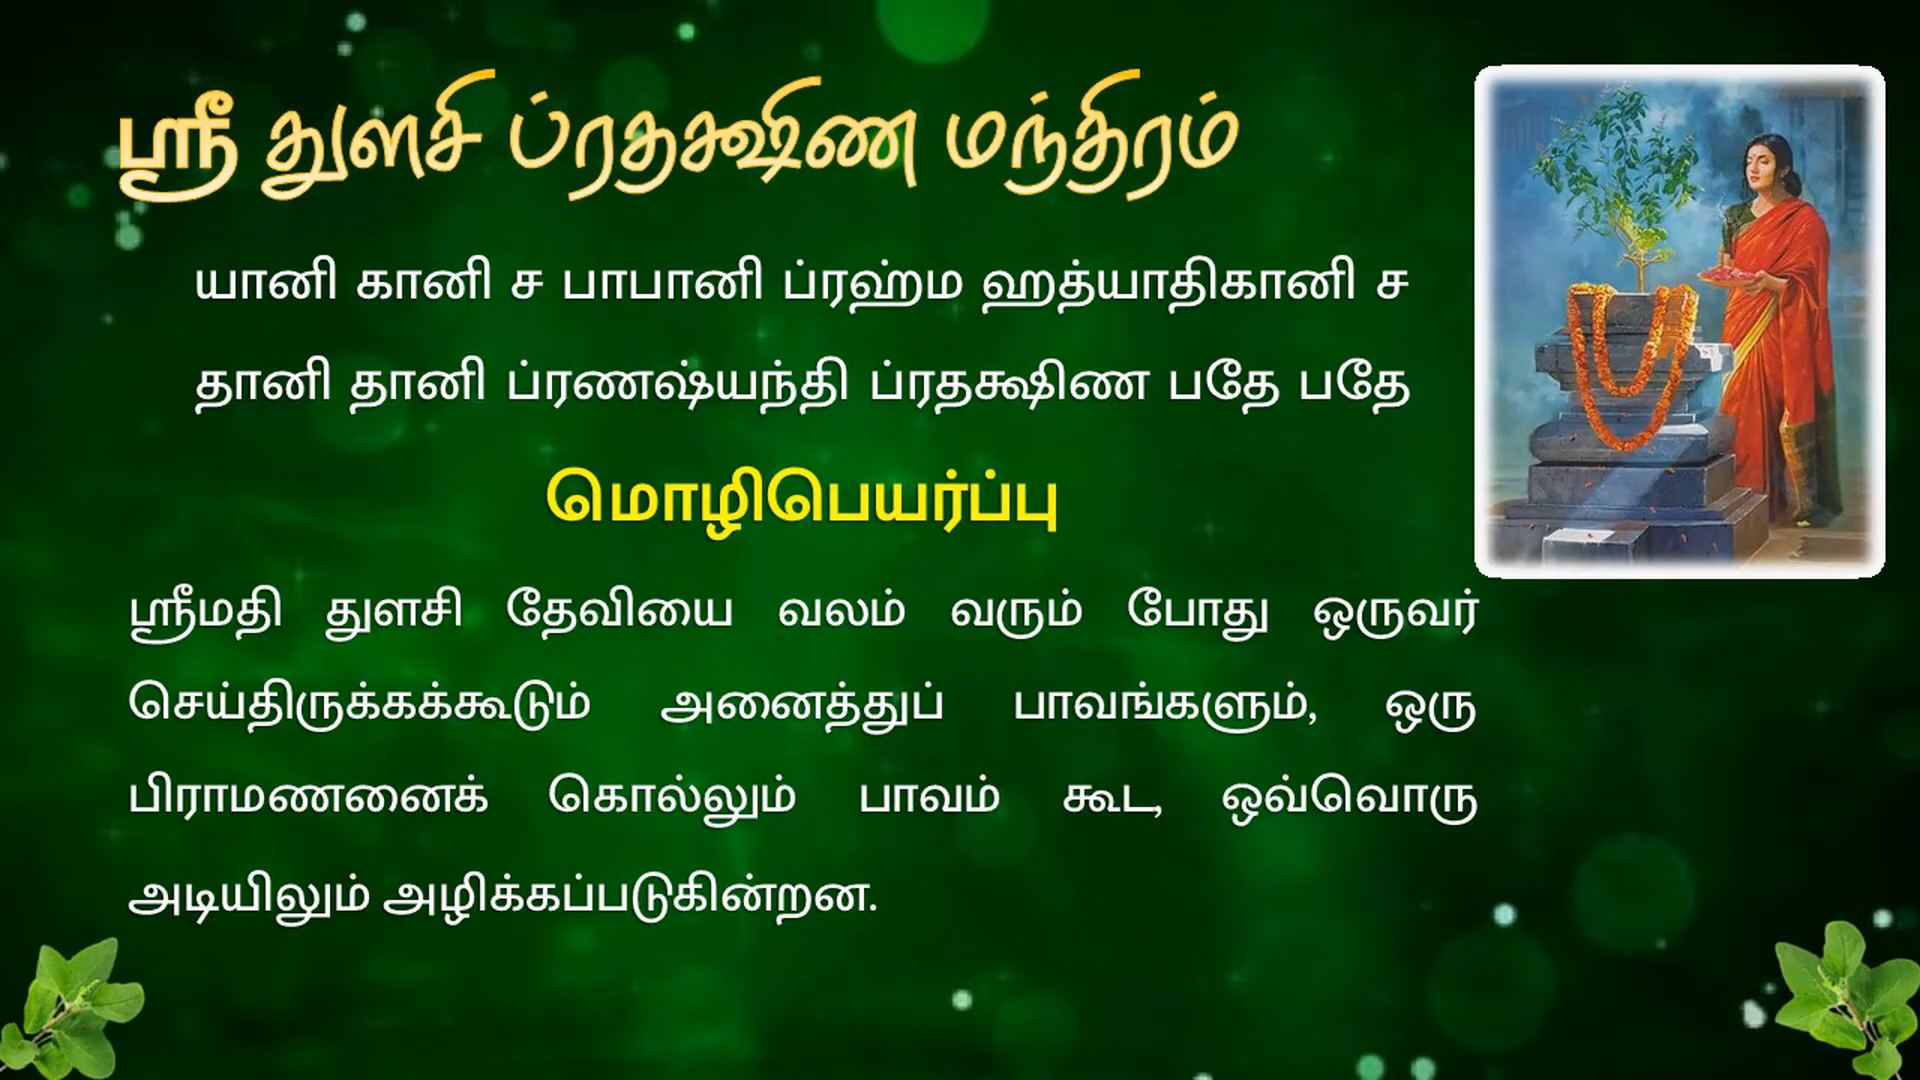 ஸ்ரீ துளசி ப்ரதக்ஷிண மந்திரம்
யானி கானி ச பாபானி ப்ரஹ்ம ஹத்யாதிகானி ச
தானி தானி ப்ரணஷ்யந்தி ப்ரதக்ஷிண பதே பதே
மொழிபெயர்ப்பு
ஸ்ரீமதி துளசி தேவியை வலம் வரும் போது ஒருவர்
செய்திருக்கக்கூடும் அனைத்துப் பாவங்களும், ஒரு
பிராமணனைக் கொல்லும் பாவம் கூட, ஒவ்வொரு
அடியிலும் அழிக்கப்படுகின்றன.